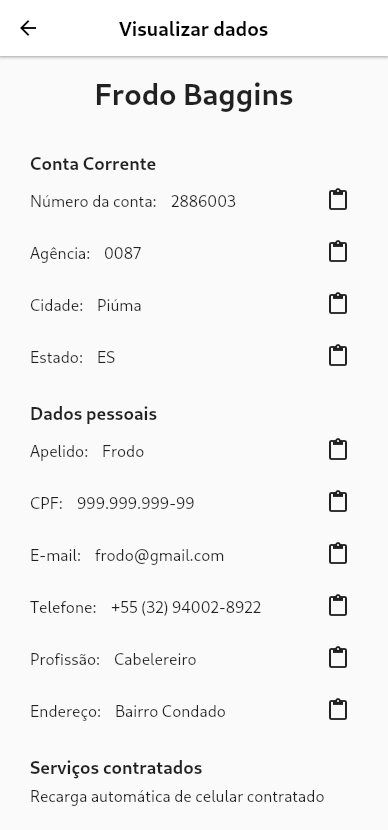 Visualizar dados
Frodo Baggins
Conta Corrente
Número da conta: 2886003
Agência: 0087
Cidade: Piúma
Estado: ES
Dados pessoais
Apelido: Frodo
CPF: 999.999.999-99
E-mail: frodo@gmail.com
Telefone: +55 (32) 94002-8922
Profissão: Cabelereiro
Endereço: Bairro Condado
Serviços contratados
Recarga automática de celular contratado